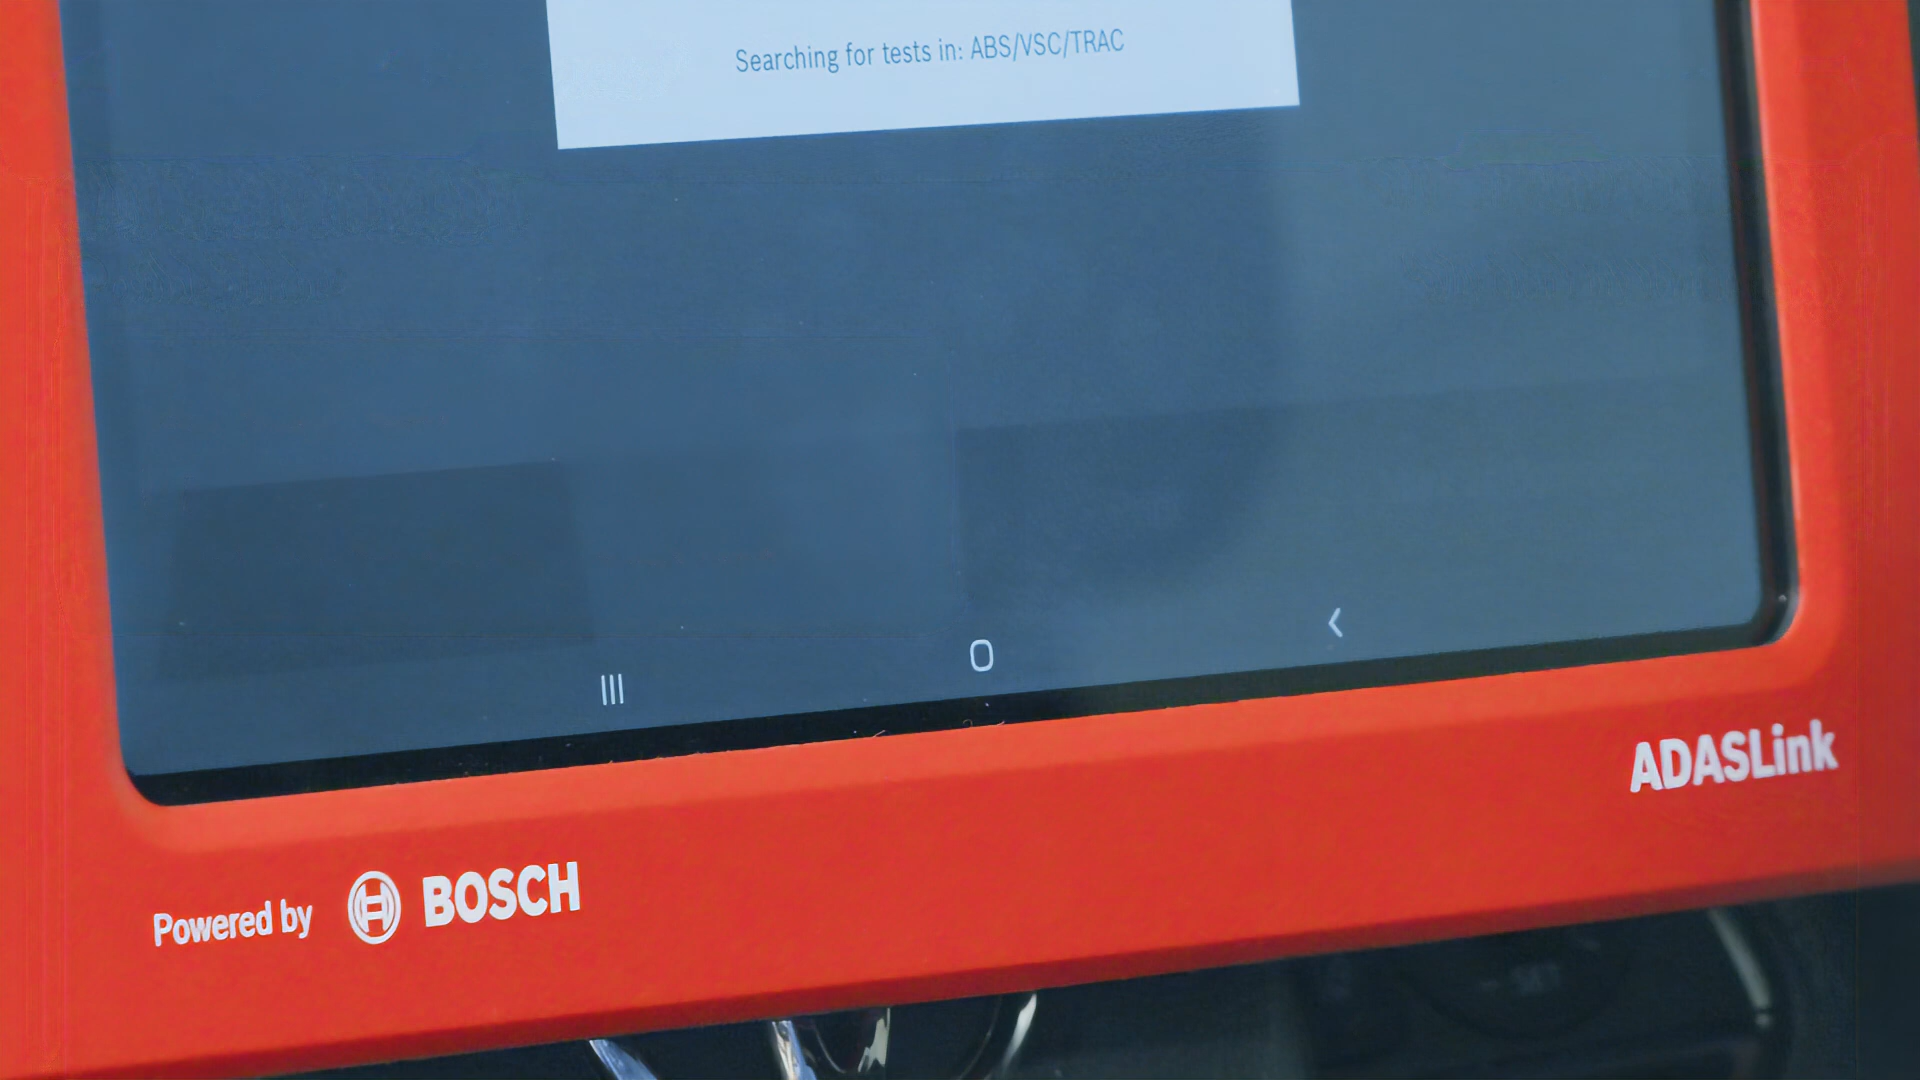 Searching for tests in: ABS/VSC/TRAC
ADASLink
Powered by BOSCH